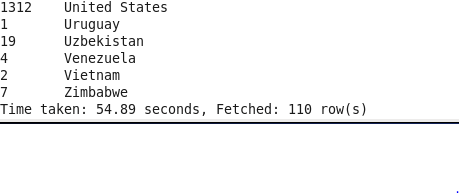 1312    United States
1       Uruguay
19      Uzbekistan
4       Venezuela
2       Vietnam
7       Zimbabwe
Time taken: 54.89 seconds, Fetched: 110 row(s)